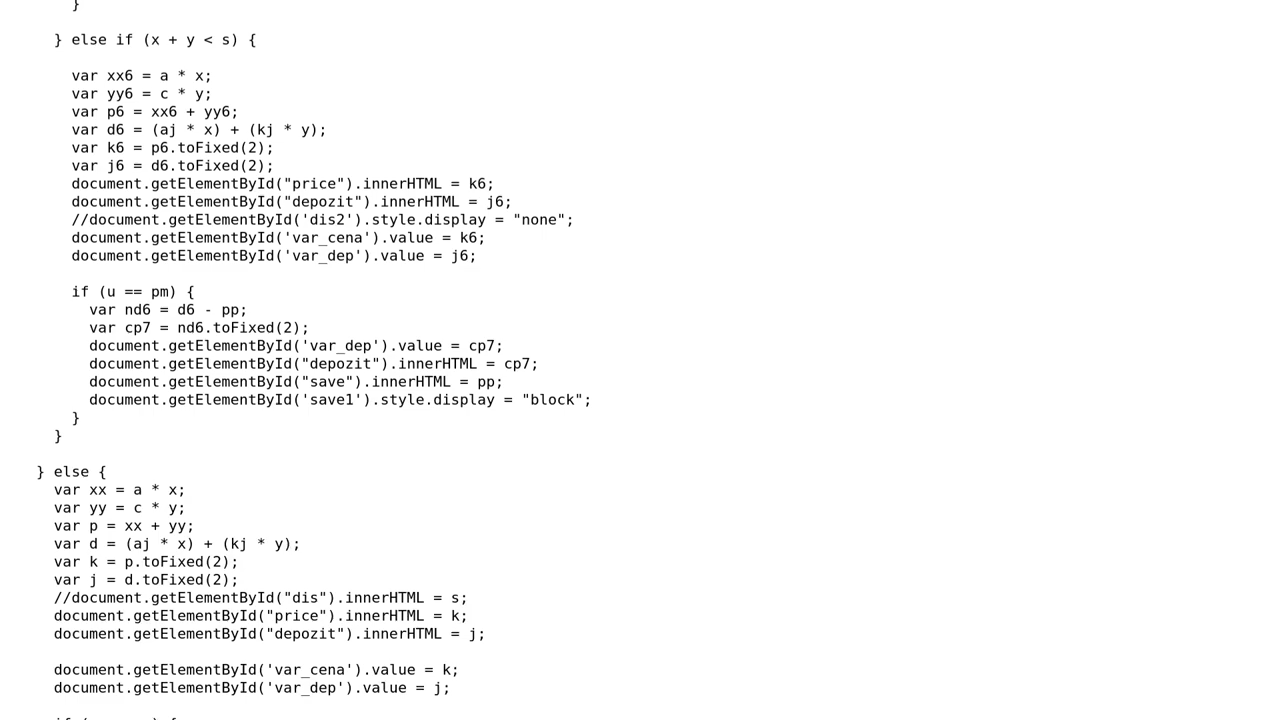 }
} else if (x + y < s) {
var xx6 = a * x;
var yy6 = c * y;
var p6 = xx6 + yy6;
var d6 = (aj * x) + (kj * y);
var k6 = p6.toFixed(2);
var j6 = d6.toFixed(2);
document.getElementById("price").innerHTML = k6;
document.getElementById("depozit").innerHTML = j6;
//document.getElementById('dis2').style.display = "none";
document.getElementById('var_cena').value = k6;
document.getElementById('var_dep').value = j6;
if (u == pm) {
var nd6 = d6 - pp;
var cp7 = nd6.toFixed(2);
document.getElementById('var_dep').value = cp7;
document.getElementById("depozit").innerHTML = cp7;
document.getElementById("save").innerHTML = pp;
document.getElementById('save1').style.display = "block";
}
}
} else {
var xx = a * x;
var yy = c * y;
var p = xx + yy;
var d = (aj * x) + (kj * y);
var k = p.toFixed(2);
var j = d.toFixed(2);
//document.getElementById("dis").innerHTML = s;
document.getElementById("price").innerHTML = k;
document.getElementById("depozit").innerHTML = j;
document.getElementById('var_cena').value = k;
document.getElementById('var_dep').value = j;